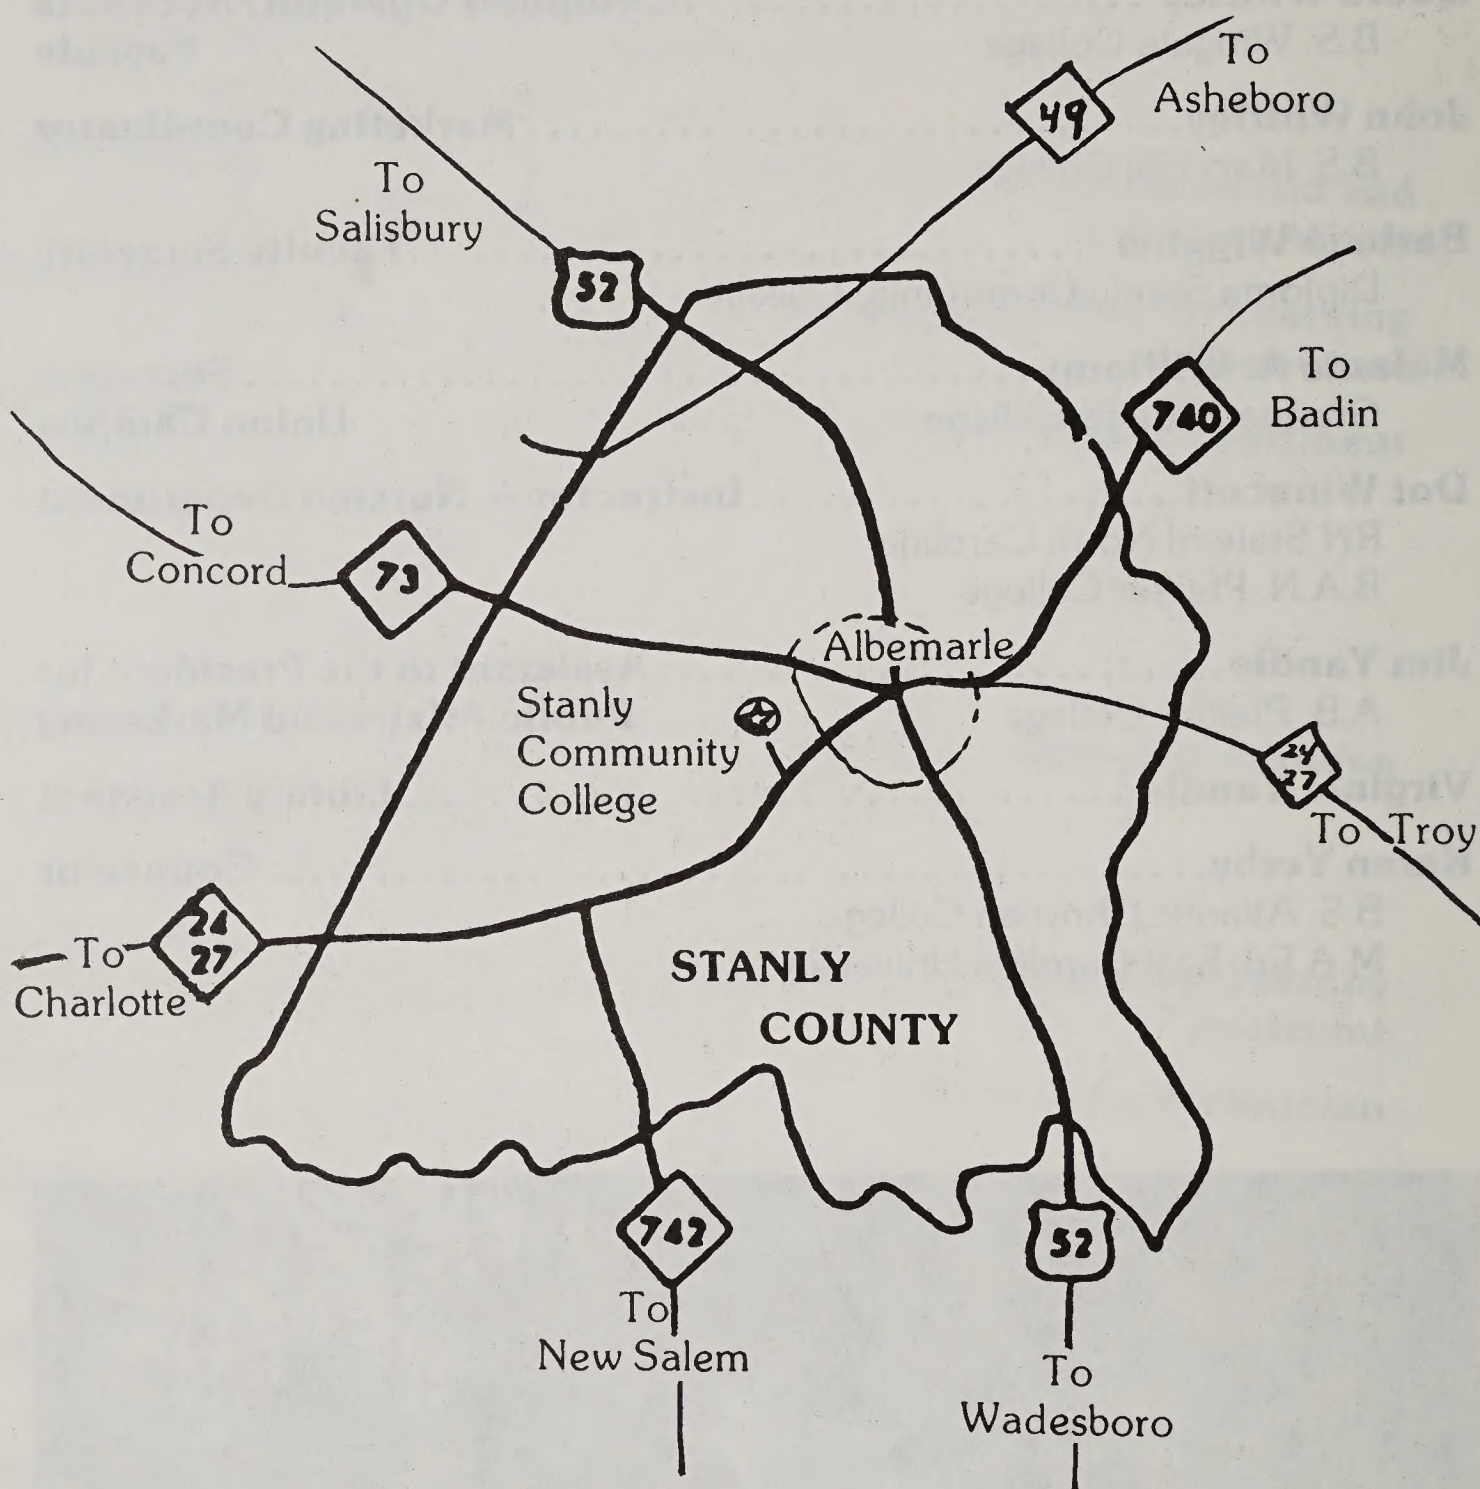 To
Asheboro
49
To
Salisbury
52
To
Badin
740
To
Concord
73
Albemarle
Stanly
Community
College
24
27
To Troy
24
27
To
Charlotte
STANLY
COUNTY
742
To
New Salem
52
To
Wadesboro